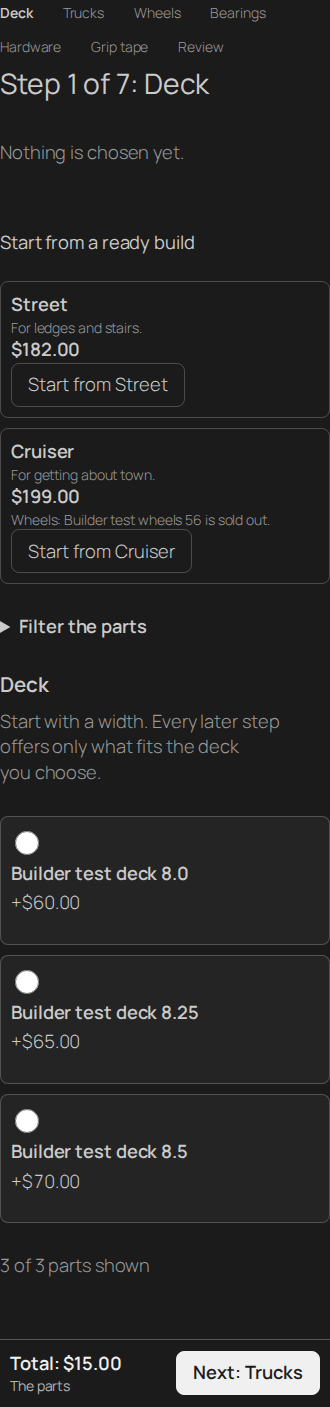 Deck Trucks Wheels Bearings
Hardware Grip tape Review
Step 1 of 7: Deck
Nothing is chosen yet.
Start from a ready build
Street
For ledges and stairs.
$182.00
Start from Street
Cruiser
For getting about town.
$199.00
Wheels: Builder test wheels 56 is sold out.
Start from Cruiser
Filter the parts
Deck
Start with a width. Every later step
offers only what fits the deck
you choose.
Builder test deck 8.0
+$60.00
Builder test deck 8.25
+$65.00
Builder test deck 8.5
+$70.00
3 of 3 parts shown
Total: $15.00
The parts
Next: Trucks